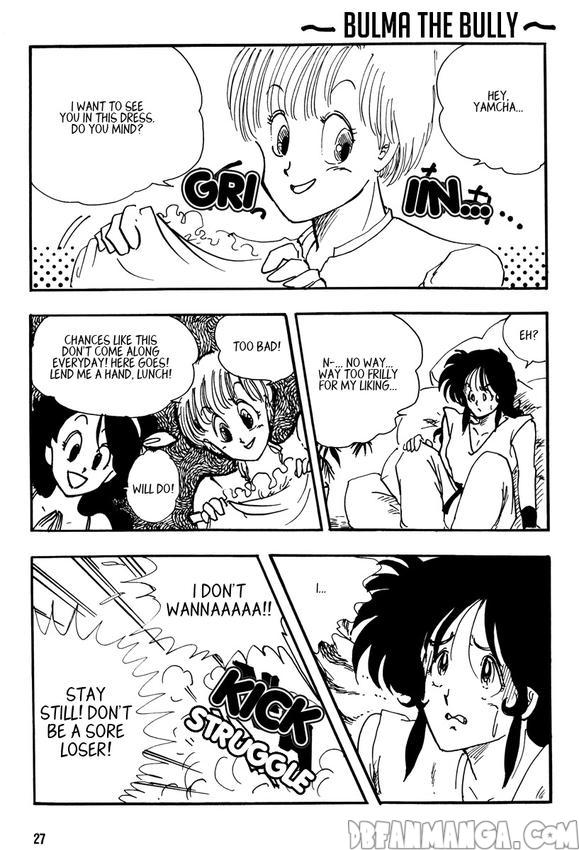 ~ BULMA THE BULLY ~
HEY,
YAMCHA...
I WANT TO SEE
YOU IN THIS DRESS.
DO YOU MIND?
GRI
IIN...
EH?
N-... NO WAY...
WAY TOO FRILLY
FOR MY LIKING...
TOO BAD!
CHANCES LIKE THIS
DON'T COME ALONG
EVERYDAY! HERE GOES!
LEND ME A HAND, LUNCH!
WILL DO!
I...
I DON'T
WANNAAAAA!!
KICK
STRUGGLE
STAY
STILL! DON'T
BE A SORE
LOSER!
27
DBFANMANGA.COM